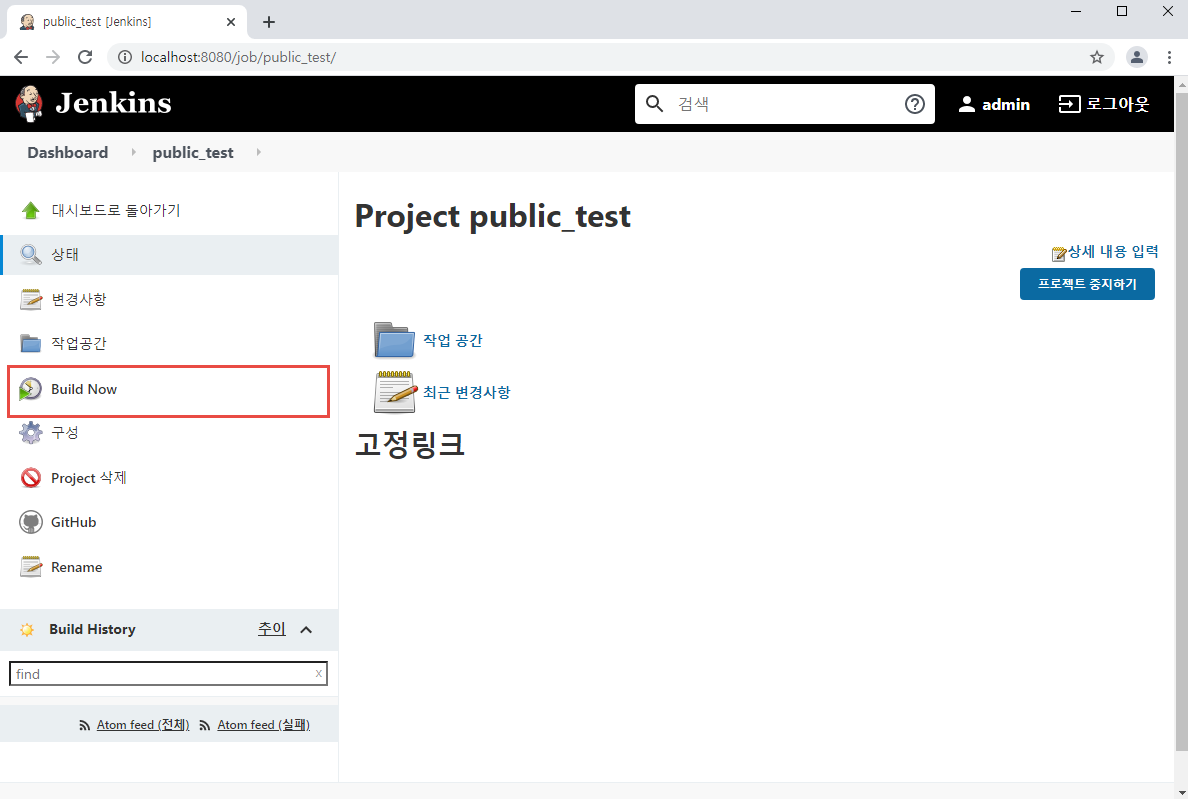 public_test [Jenkins]
localhost:8080/job/public_test/
Jenkins
검색
admin
로그아웃
Dashboard
public_test
대시보드로 돌아가기
상태
변경사항
작업공간
Build Now
구성
Project 삭제
GitHub
Rename
Build History
추이
find
x
Atom feed (전체)
Atom feed (실패)
Project public_test
상세 내용 입력
프로젝트 중지하기
작업 공간
최근 변경사항
고정링크